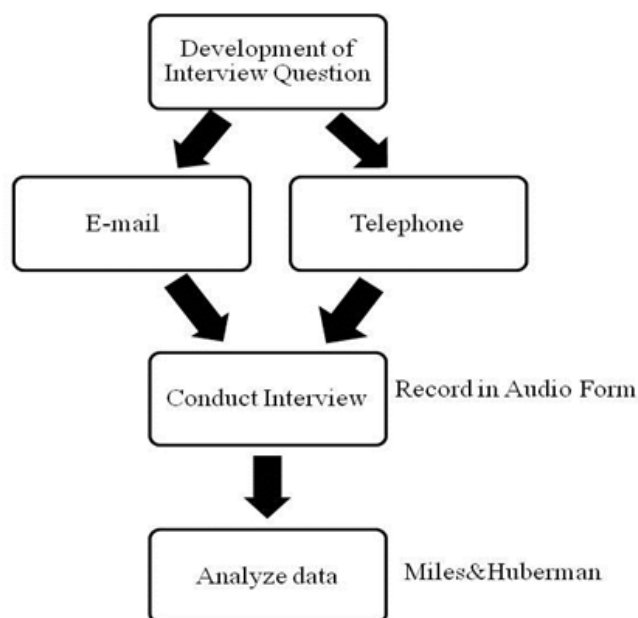 Development of
Interview Question
E-mail
Telephone
Conduct Interview
Record in Audio Form
Analyze data
Miles&Huberman